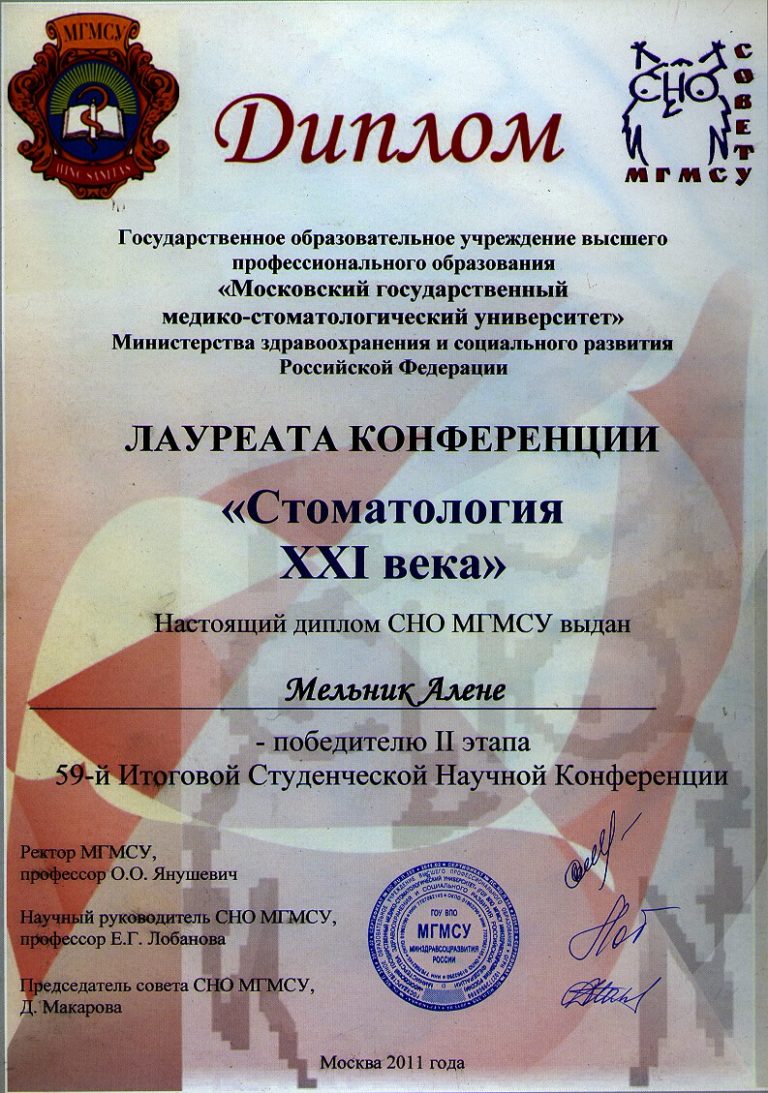 МГМСУ
HINC SANITAS
Диплом
СНО
СОВЕТ
МГМСУ
Государственное образовательное учреждение высшего
профессионального образования
«Московский государственный
медико-стоматологический университет»
Министерства здравоохранения и социального развития
Российской Федерации
ЛАУРЕАТА КОНФЕРЕНЦИИ
«Стоматология
XXI века»
Настоящий диплом СНО МГМСУ выдан
Мельник Алене
- победителю II этапа
59-й Итоговой Студенческой Научной Конференции
Ректор МГМСУ,
профессор О.О. Янушевич
Научный руководитель СНО МГМСУ,
профессор Е.Г. Лобанова
Председатель совета СНО МГМСУ,
Д. Макарова
ГОУ ВПО
МГМСУ
МИНЗДРАВСОЦРАЗВИТИЯ
РОССИИ
Москва 2011 года